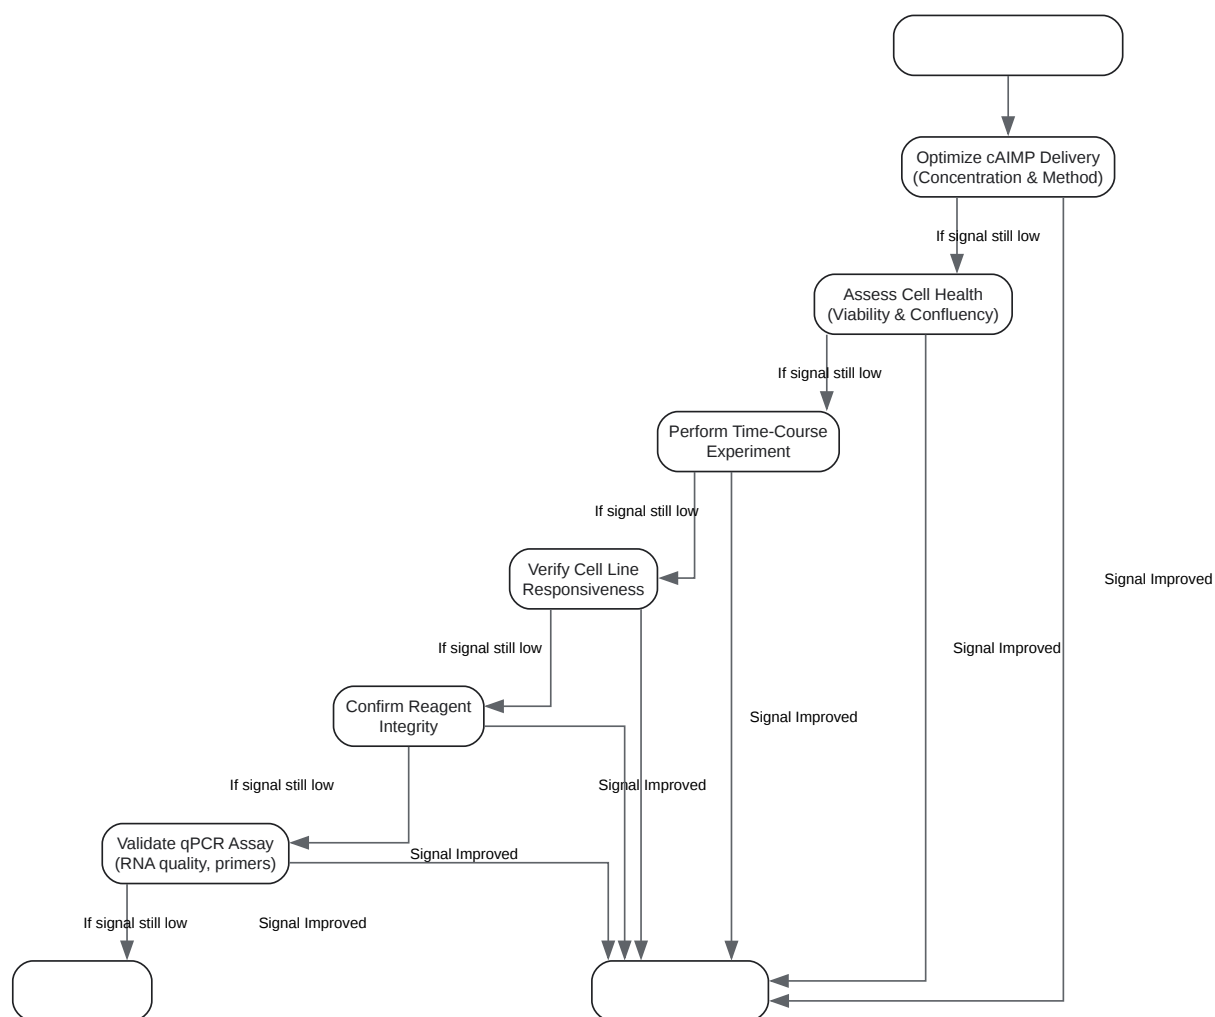 Optimize cAIMP Delivery
(Concentration & Method)
If signal still low
Assess Cell Health
(Viability & Confluency)
If signal still low
Perform Time-Course
Experiment
If signal still low
Verify Cell Line
Responsiveness
Signal Improved
If signal still low
Signal Improved
Confirm Reagent
Integrity
Signal Improved
If signal still low
Signal Improved
Validate qPCR Assay
(RNA quality, primers)
Signal Improved
If signal still low
Signal Improved